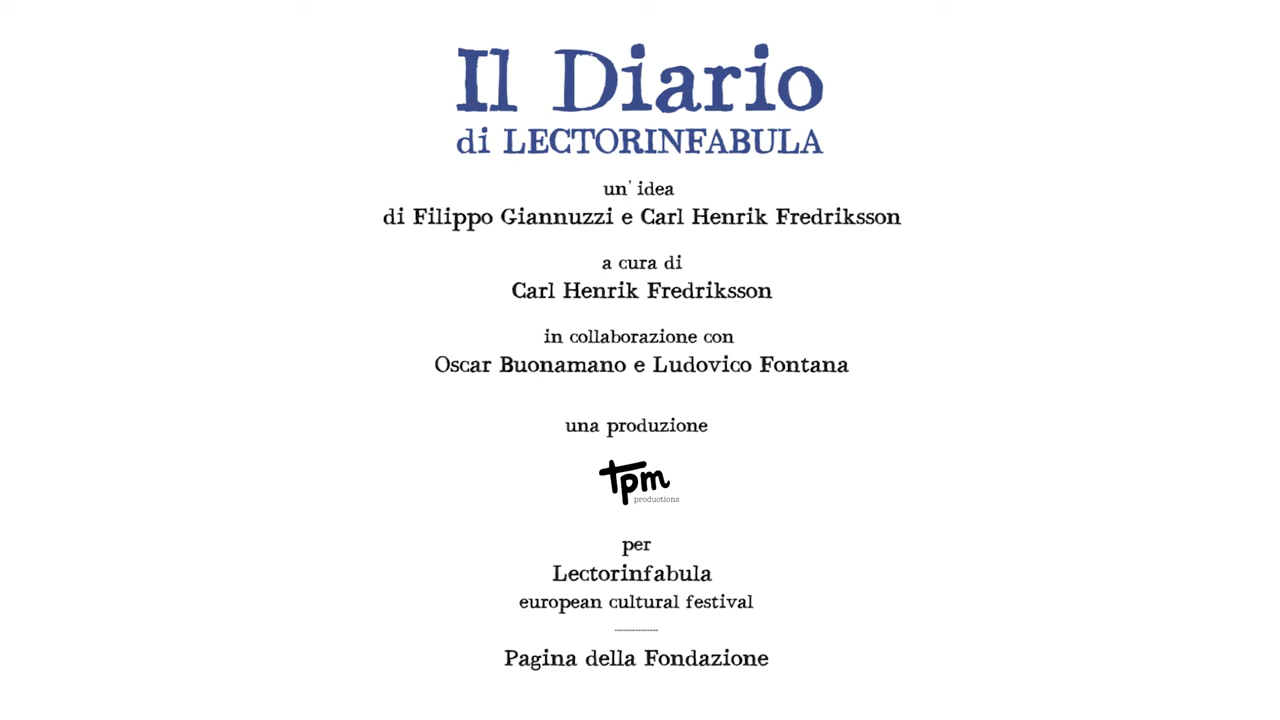 Il Diario
di LECTORINFABULA
un' idea
di Filippo Giannuzzi e Carl Henrik Fredriksson
a cura di
Carl Henrik Fredriksson
in collaborazione con
Oscar Buonamano e Ludovico Fontana
una produzione
tpm
productions
per
Lectorinfabula
european cultural festival
---------------
Pagina della Fondazione